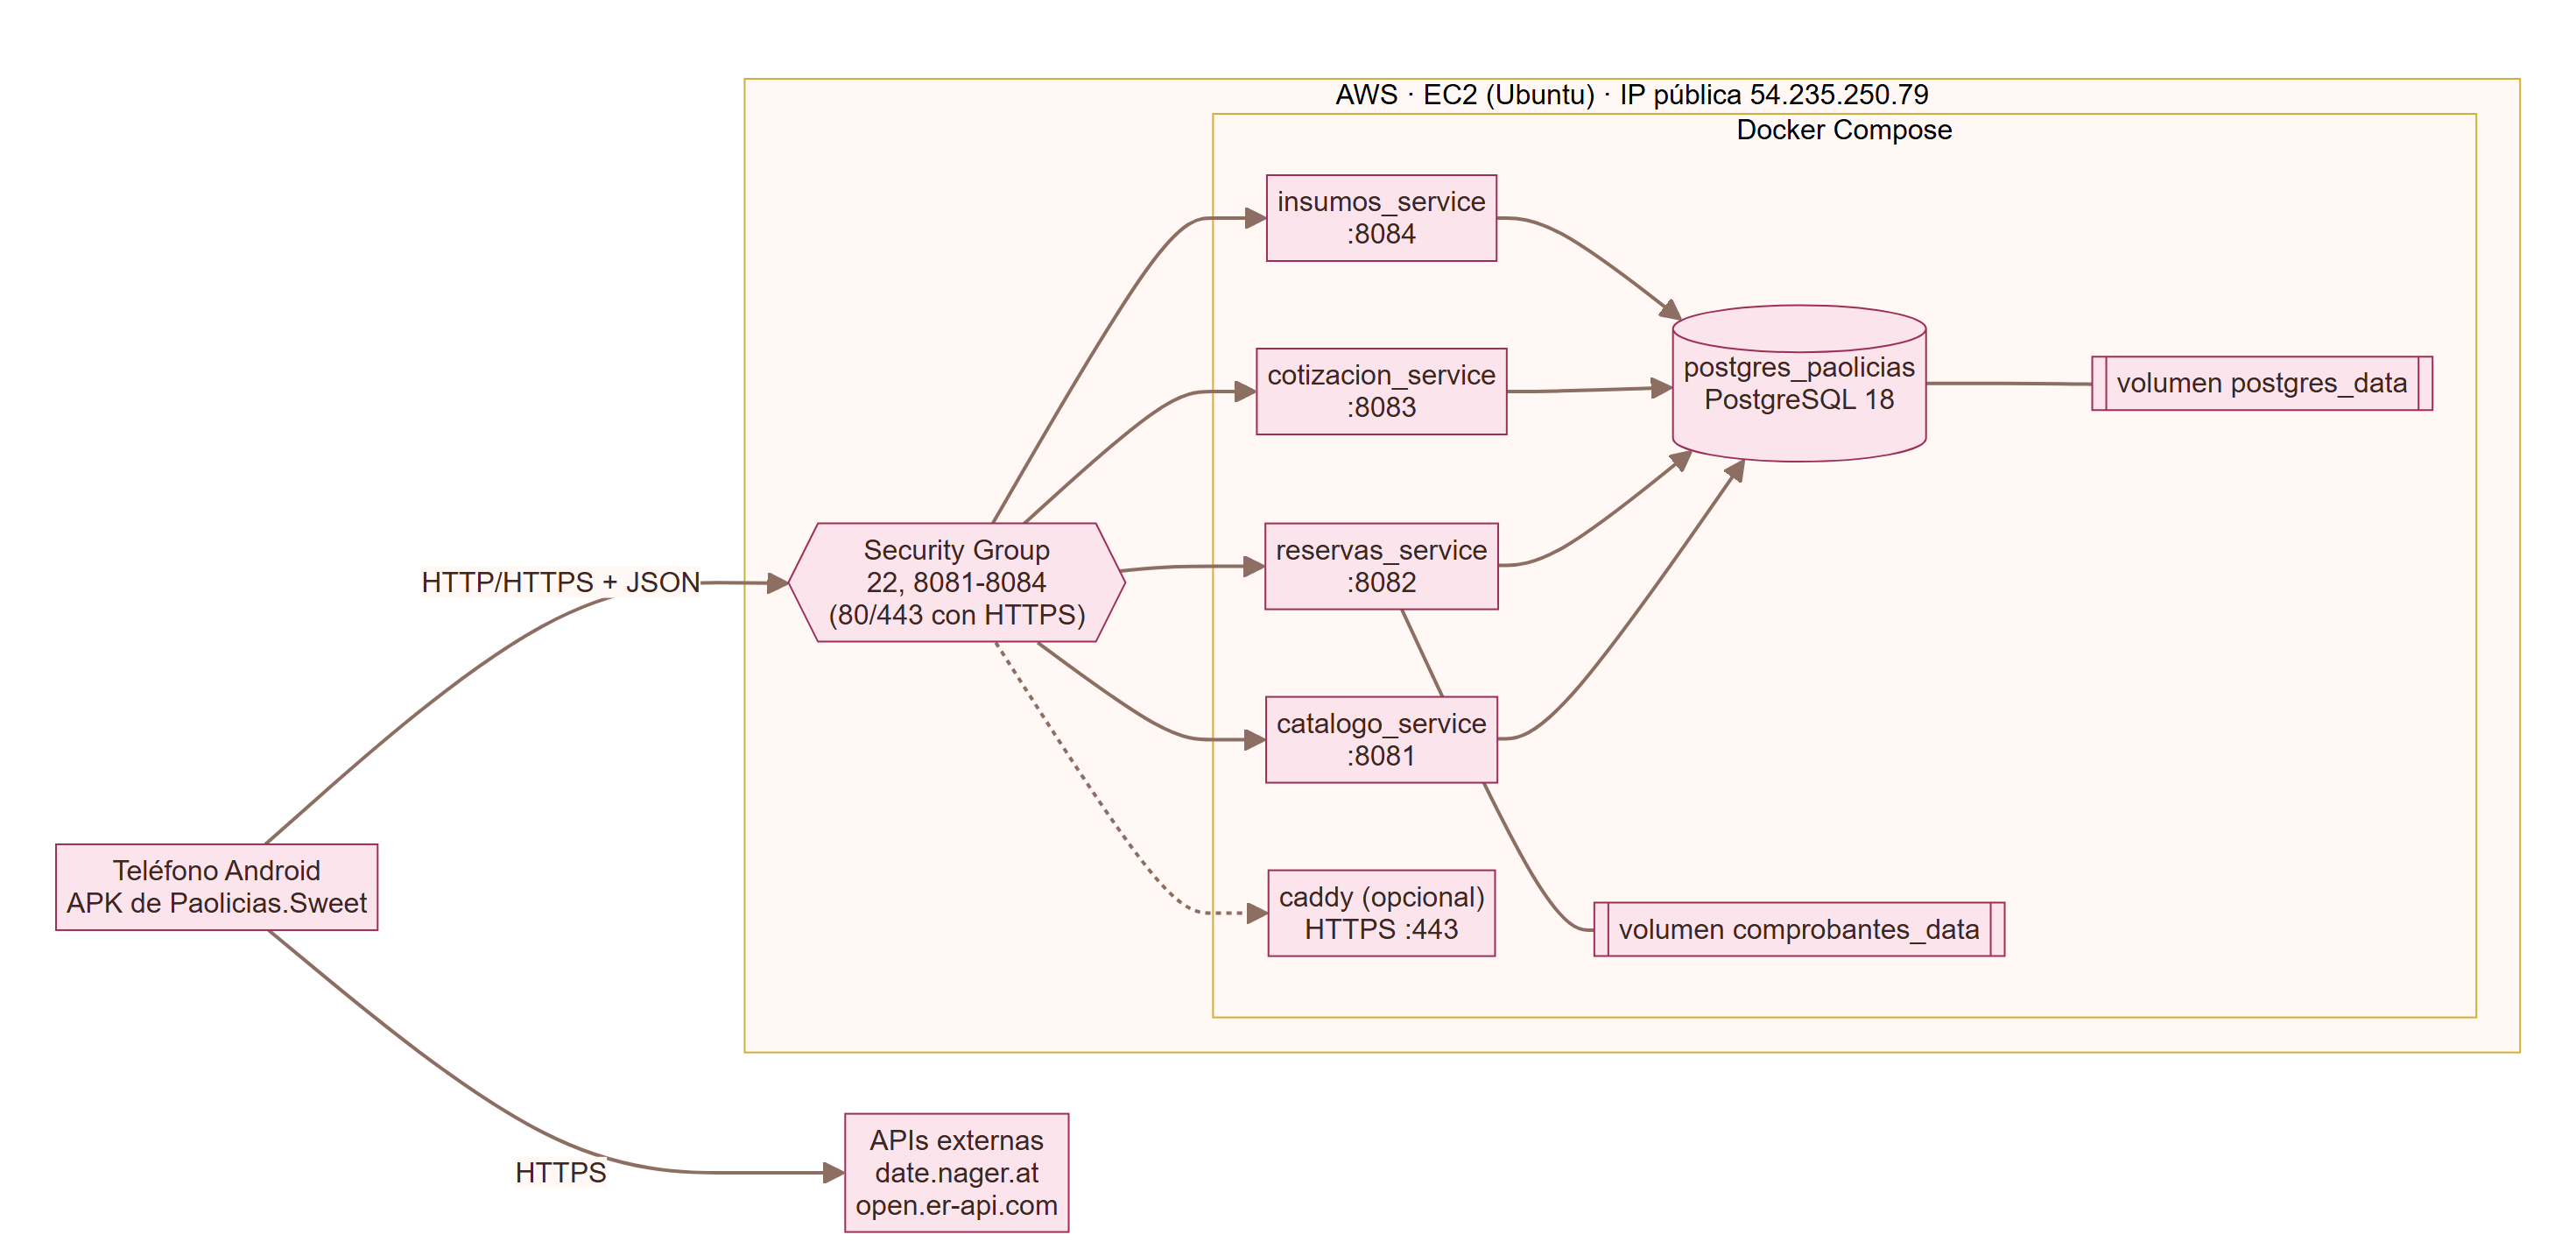 AWS · EC2 (Ubuntu) · IP pública 54.235.250.79
Docker Compose
insumos_service
:8084
cotizacion_service
:8083
postgres_paolicias
PostgreSQL 18
volumen postgres_data
reservas_service
:8082
Security Group
22, 8081-8084
(80/443 con HTTPS)
HTTP/HTTPS + JSON
catalogo_service
:8081
Teléfono Android
APK de Paolicias.Sweet
caddy (opcional)
HTTPS :443
volumen comprobantes_data
HTTPS
APIs externas
date.nager.at
open.er-api.com